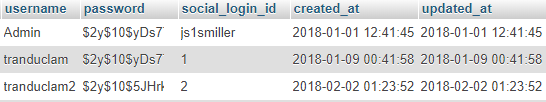 username password social_login_id created_at updated_at
Admin $2y$10$yDs7 js1smiller 2018-01-01 12:41:45 2018-01-01 12:41:45
tranduclam $2y$10$yDs7 1 2018-01-09 00:41:58 2018-01-09 00:41:58
tranduclam2 $2y$10$5JHrk 2 2018-02-02 01:23:52 2018-02-02 01:23:52